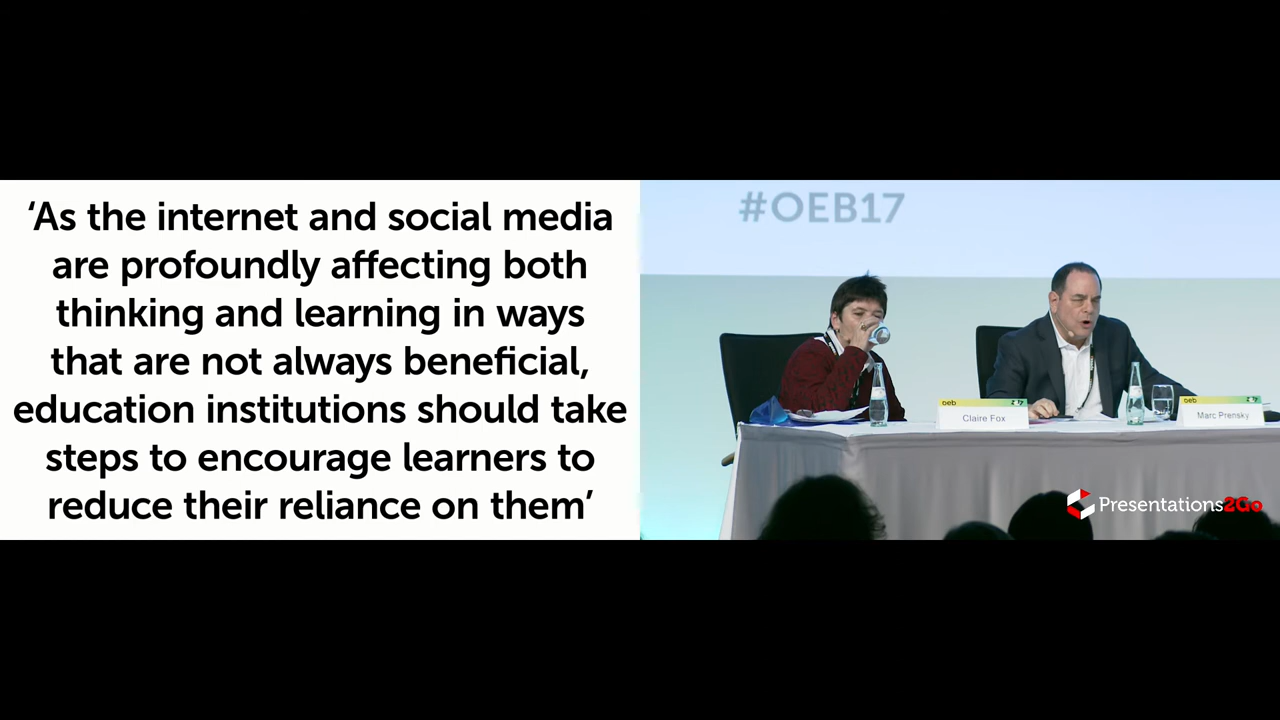 ‘As the internet and social media
are profoundly affecting both
thinking and learning in ways
that are not always beneficial,
education institutions should take
steps to encourage learners to
reduce their reliance on them’
#OEB17
oeb
Claire Fox
oeb
Marc Prensky
Presentations2Go